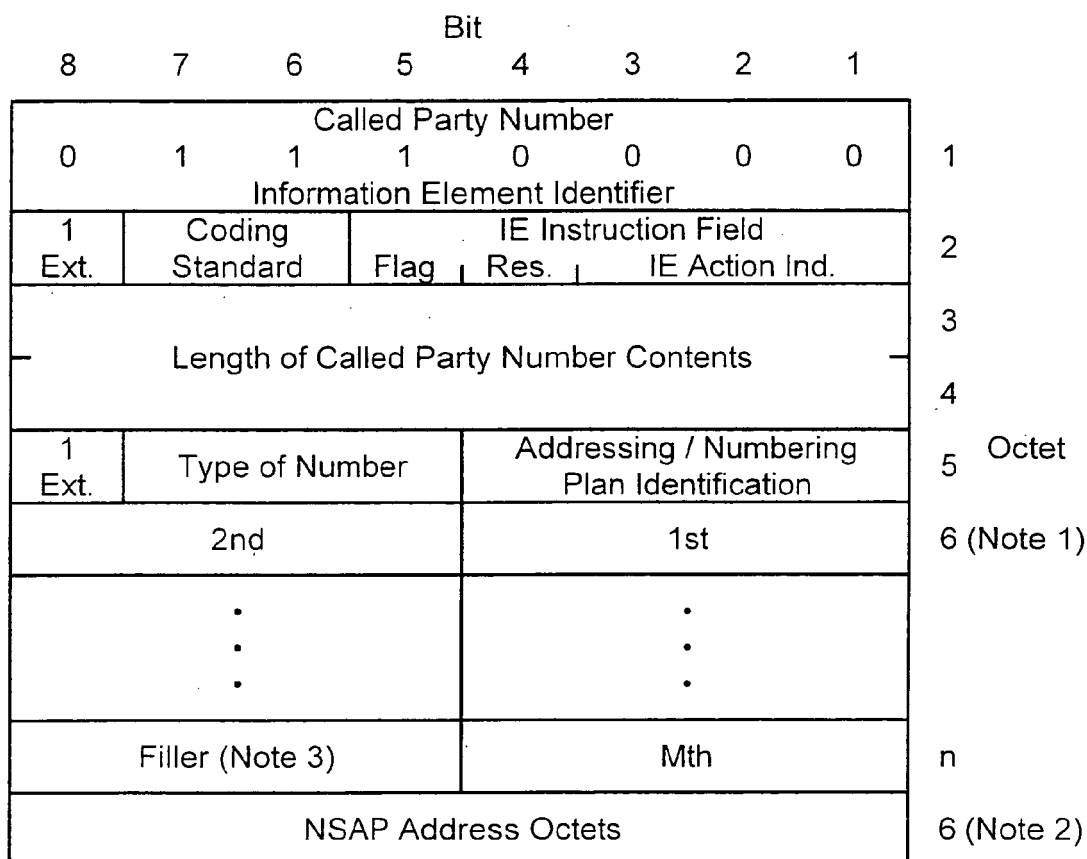 Bit
8 7 6 5 4 3 2 1
Called Party Number
0 1 1 1 0 0 0 0 1
Information Element Identifier
1 Coding IE Instruction Field
Ext. Standard Flag Res. IE Action Ind. 2
3
Length of Called Party Number Contents
4
1 Type of Number Addressing / Numbering 5 Octet
Ext. Plan Identification
2nd 1st 6 (Note 1)
Filler (Note 3) Mth n
NSAP Address Octets 6 (Note 2)